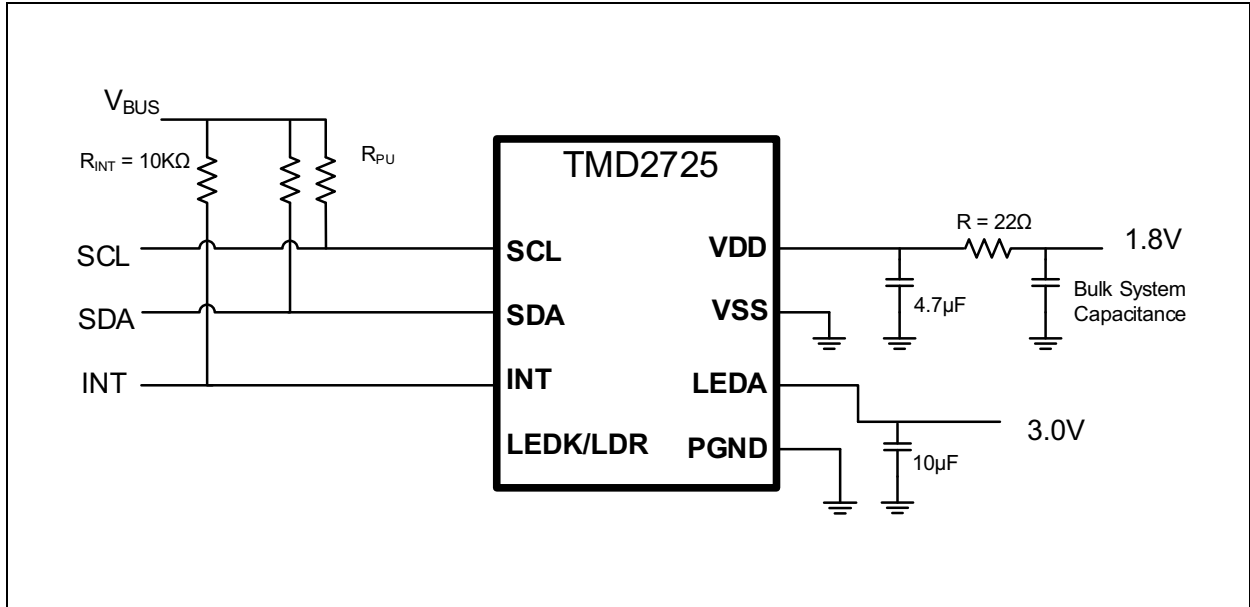 VBUS
RINT = 10KΩ
RPU
TMD2725
SCL
SDA
INT
SCL
SDA
INT
LEDK/LDR
VDD
VSS
LEDA
PGND
R = 22Ω
1.8V
4.7µF
Bulk System
Capacitance
3.0V
10µF